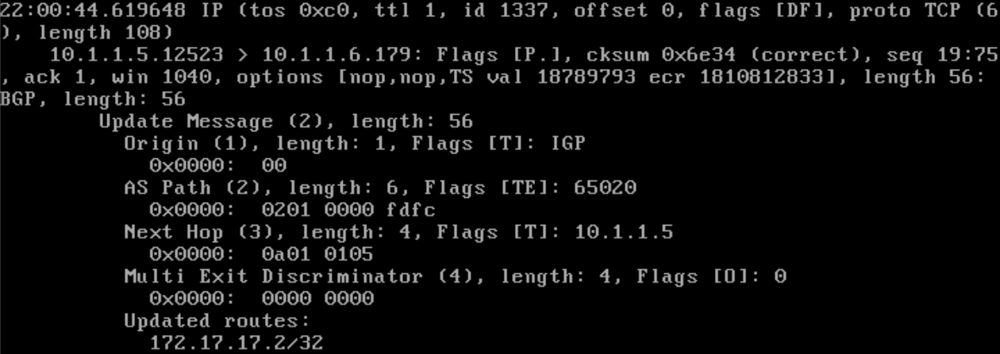 22:00:44.619648 IP (tos 0xc0, ttl 1, id 1337, offset 0, flags [DF], proto TCP (6
), length 108)
    10.1.1.5.12523 > 10.1.1.6.179: Flags [P.], cksum 0x6e34 (correct), seq 19:75
, ack 1, win 1040, options [nop,nop,TS val 18789793 ecr 1810812833], length 56:
BGP, length: 56
        Update Message (2), length: 56
          Origin (1), length: 1, Flags [T]: IGP
            0x0000:  00
          AS Path (2), length: 6, Flags [TE]: 65020
            0x0000:  0201 0000 fdfc
          Next Hop (3), length: 4, Flags [T]: 10.1.1.5
            0x0000:  0a01 0105
          Multi Exit Discriminator (4), length: 4, Flags [O]: 0
            0x0000:  0000 0000
          Updated routes:
            172.17.17.2/32